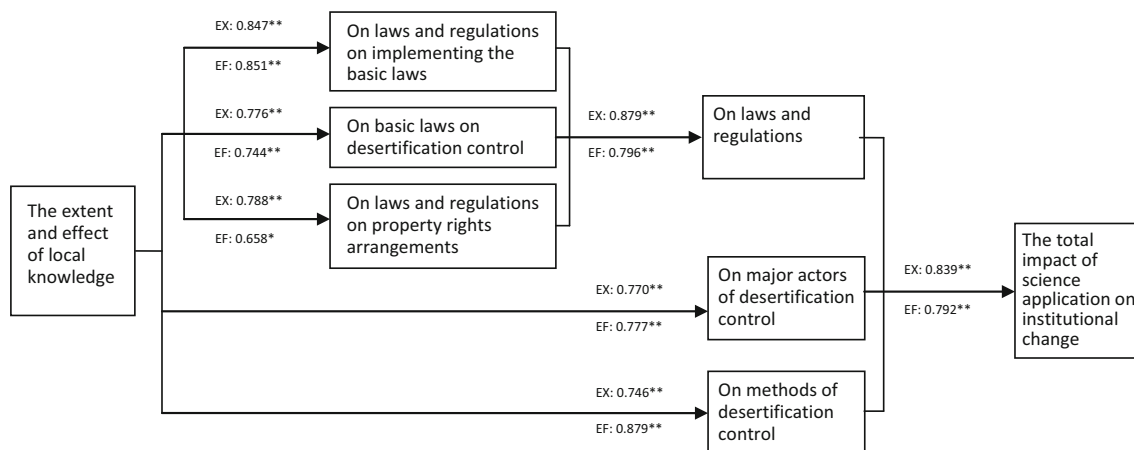 The extent
and effect
of local
knowledge
EX: 0.847**
EF: 0.851**
On laws and regulations
on implementing the
basic laws
EX: 0.776**
EF: 0.744**
On basic laws on
desertification control
EX: 0.788**
EF: 0.658*
On laws and regulations
on property rights
arrangements
EX: 0.879**
EF: 0.796**
On laws and
regulations
EX: 0.770**
EF: 0.777**
On major actors
of desertification
control
EX: 0.746**
EF: 0.879**
On methods of
desertification
control
EX: 0.839**
EF: 0.792**
The total
impact of
science
application on
institutional
change